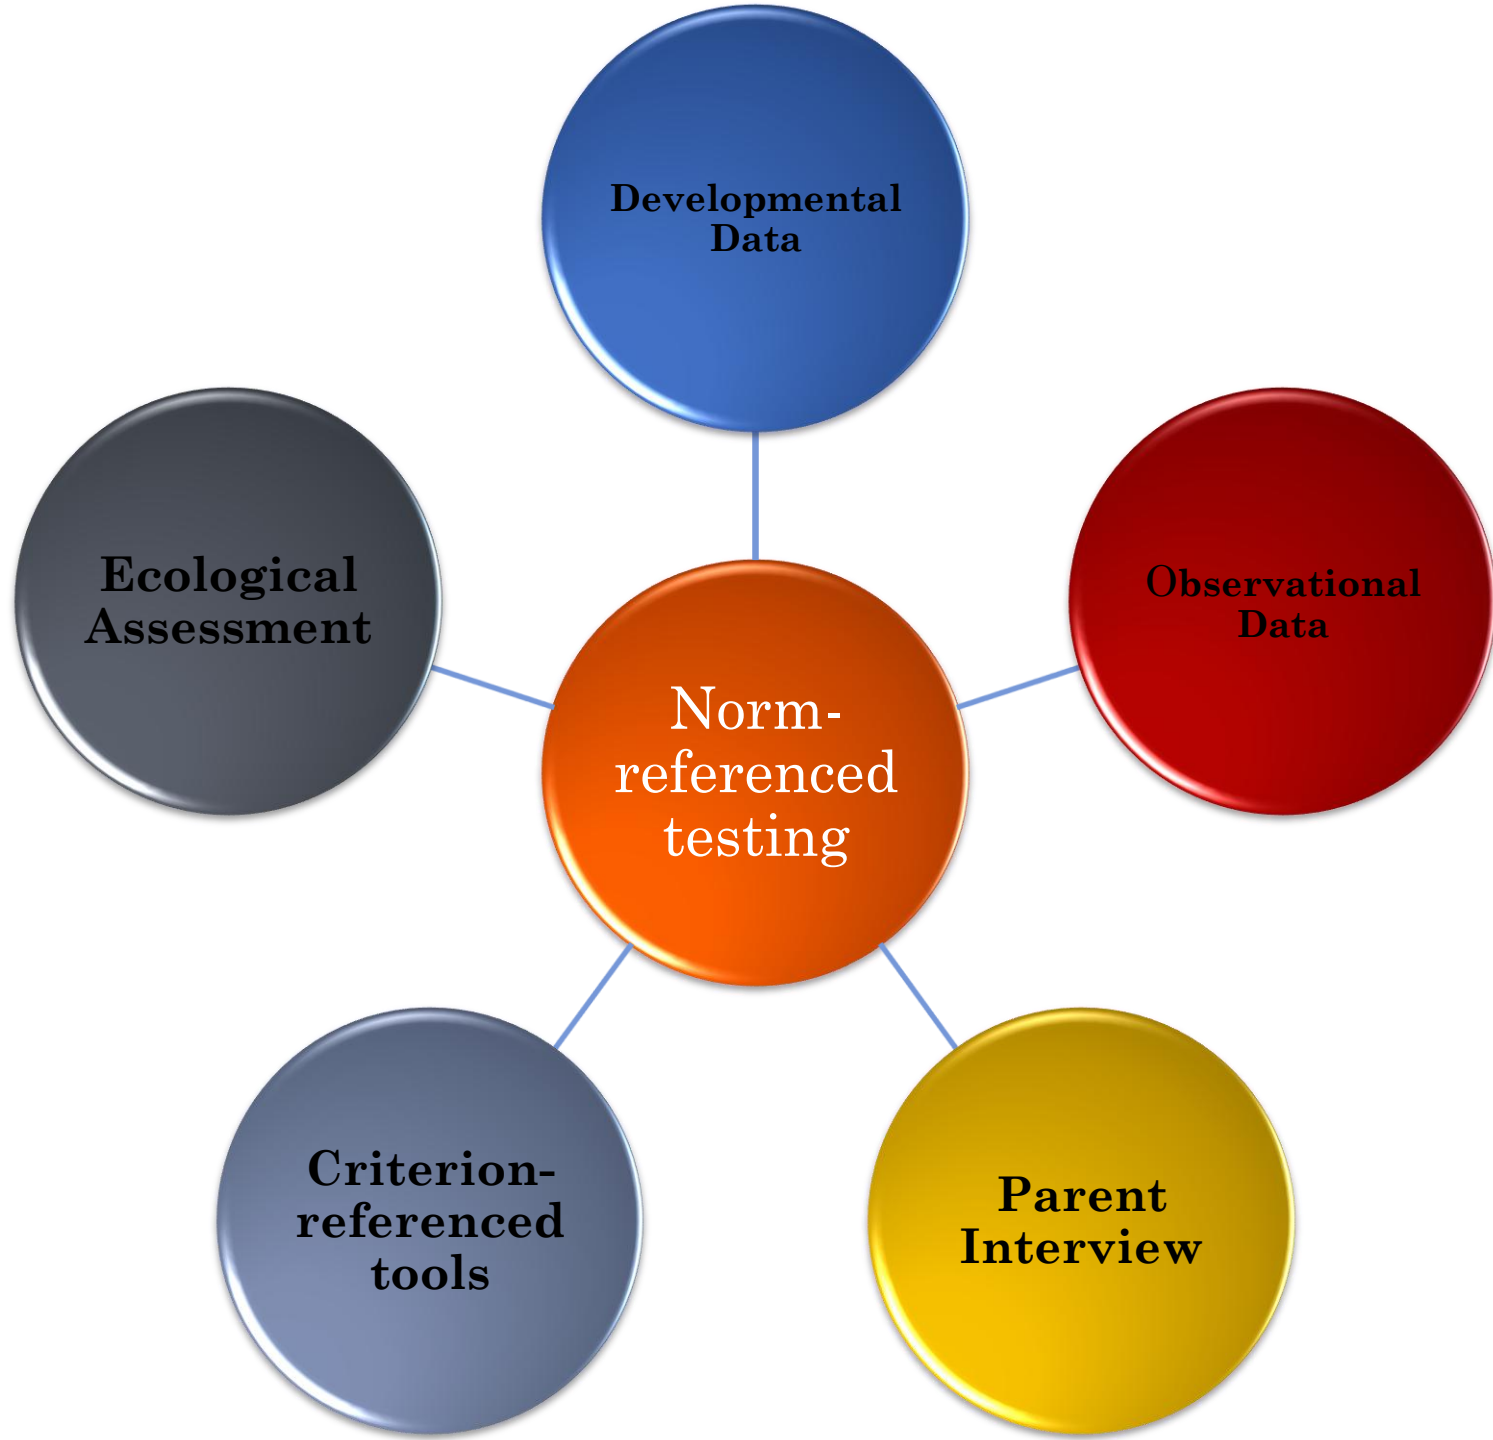 Developmental
Data
Observational
Data
Parent
Interview
Criterion-
referenced
tools
Ecological
Assessment
Norm-
referenced
testing